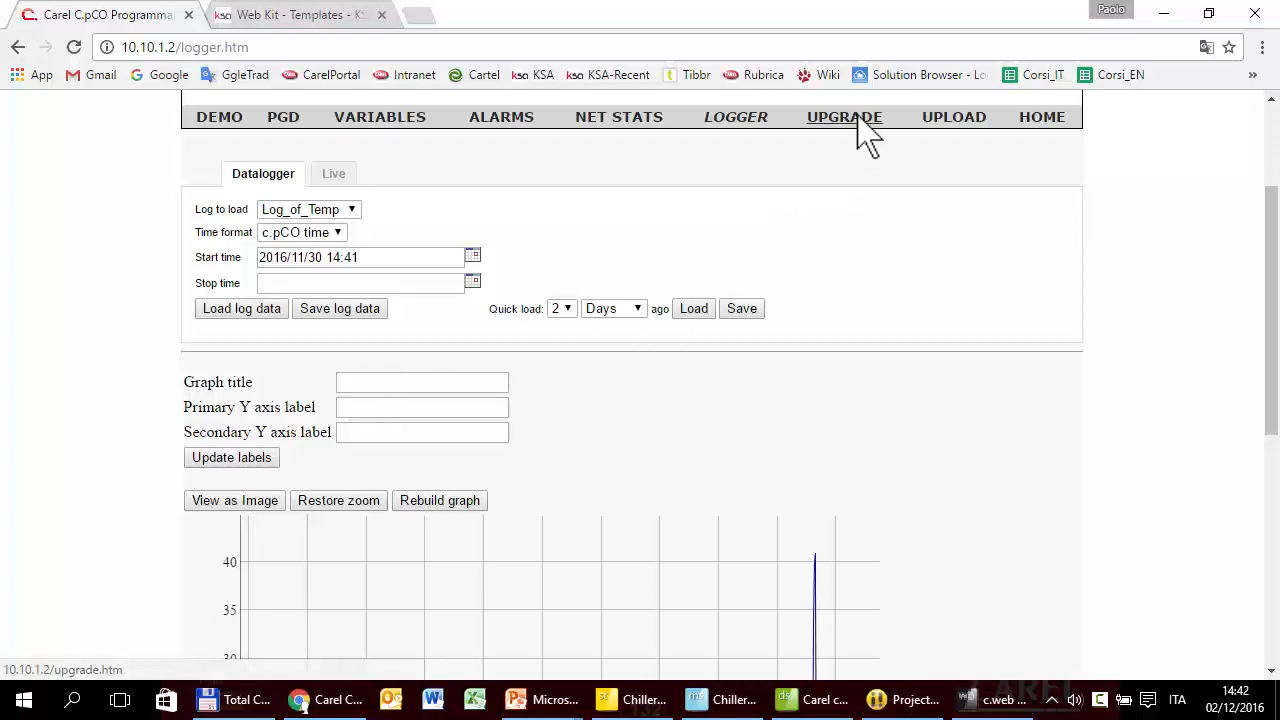 Carel C.pCO Programma
Web Kit - Templates - KS
Paolo
10.10.1.2/logger.htm
App Gmail Google GgleTrad CarelPortal Intranet Cartel KSA KSA-Recent Tibbr Rubrica Wiki Solution Browser - Lo Corsi_IT Corsi_EN »
DEMO PGD VARIABLES ALARMS NET STATS LOGGER UPGRADE UPLOAD HOME
Datalogger Live
Log to load Log_of_Temp
Time format c.pCO time
Start time 2016/11/30 14:41
Stop time
Load log data Save log data Quick load: 2 Days ago Load Save
Graph title
Primary Y axis label
Secondary Y axis label
Update labels
View as Image Restore zoom Rebuild graph
40
35
30
10.10.1.2/upgrade.htm
Total C... Carel C... Micros... Chiller... Chiller... Carel c... Project... c.web ... ITA
14:42
02/12/2016